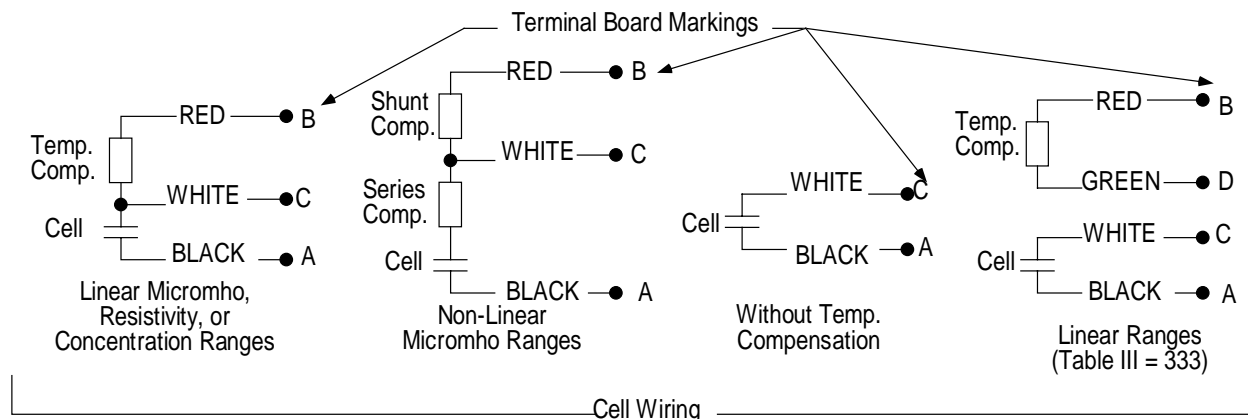 Terminal Board Markings
RED
B
Temp.
Comp.
WHITE
C
Cell
BLACK
A
Linear Micromho,
Resistivity, or
Concentration Ranges
RED
B
Shunt
Comp.
WHITE
C
Series
Comp.
Cell
BLACK
A
Non-Linear
Micromho Ranges
WHITE
C
Cell
BLACK
A
Without Temp.
Compensation
RED
B
Temp.
Comp.
GREEN
D
WHITE
C
Cell
BLACK
A
Linear Ranges
(Table III = 333)
Cell Wiring